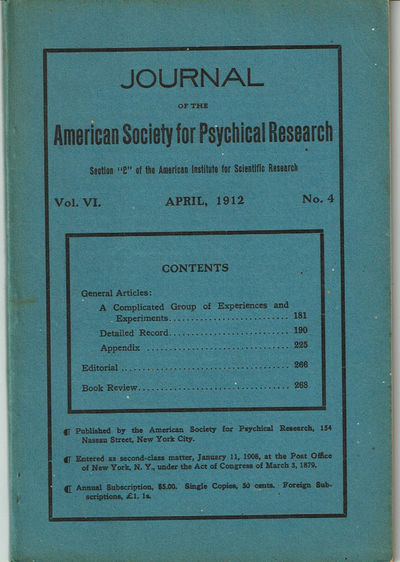 JOURNAL
OF THE
American Society for Psychical Research
Section "B" of the American Institute for Scientific Research
Vol. VI. APRIL, 1912 No. 4
CONTENTS
General Articles:
A Complicated Group of Experiences and
Experiments.............................. 181
Detailed Record.............................. 190
Appendix .............................. 225
Editorial .............................. 266
Book Review.............................. 268
¶ Published by the American Society for Psychical Research, 154
Nassau Street, New York City.
¶ Entered as second-class matter, January 11, 1908, at the Post Office
of New York, N. Y., under the Act of Congress of March 3, 1879.
¶ Annual Subscription, $5.00. Single Copies, 50 cents. Foreign Sub-
scriptions, £1. 1s.